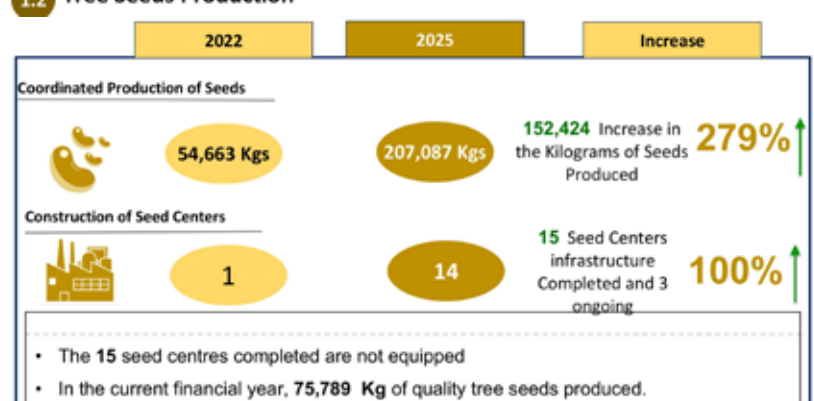 1.2 Tree Seeds Production
2022 2025 Increase
Coordinated Production of Seeds
54,663 Kgs 207,087 Kgs 152,424 Increase in
the Kilograms of Seeds
Produced
279%
Construction of Seed Centers
1 14 15 Seed Centers
infrastructure
Completed and 3
ongoing
100%
• The 15 seed centres completed are not equipped
• In the current financial year, 75,789 Kg of quality tree seeds produced.